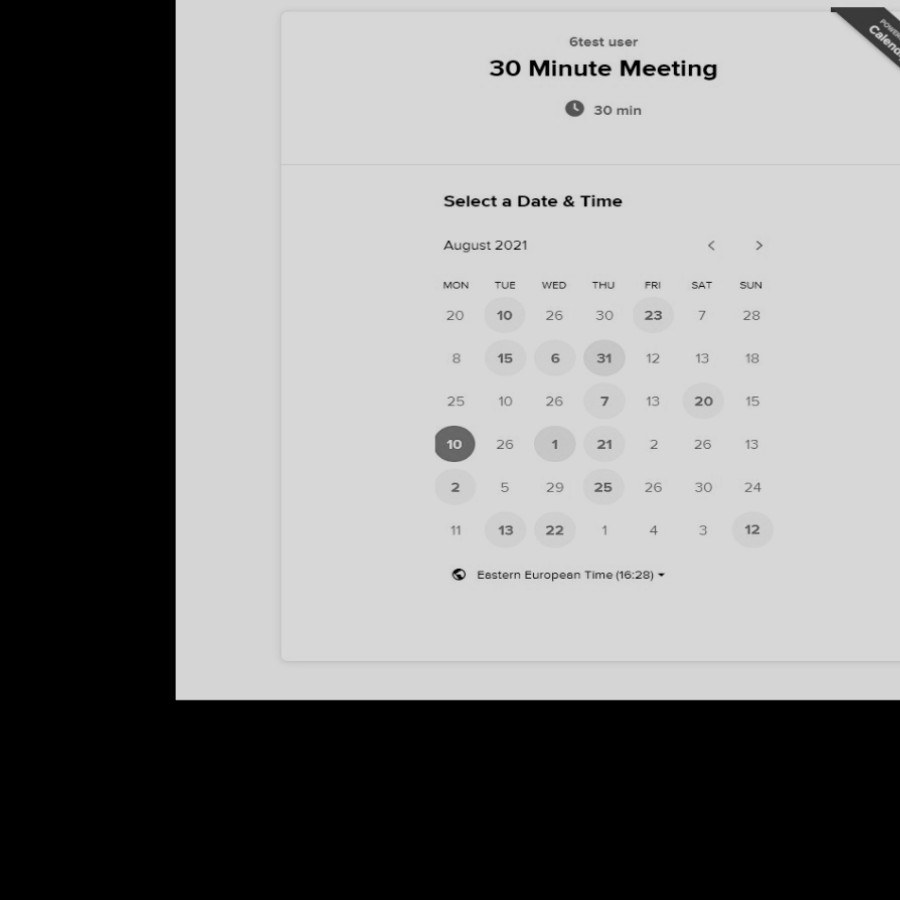 6test user
30 Minute Meeting
30 min
Select a Date & Time
August 2021
MON TUE WED THU FRI SAT SUN
20 10 26 30 23 7 28
8 15 6 31 12 13 18
25 10 26 7 13 20 15
10 26 1 21 2 26 13
2 5 29 25 26 30 24
11 13 22 1 4 3 12
Eastern European Time (16:28)